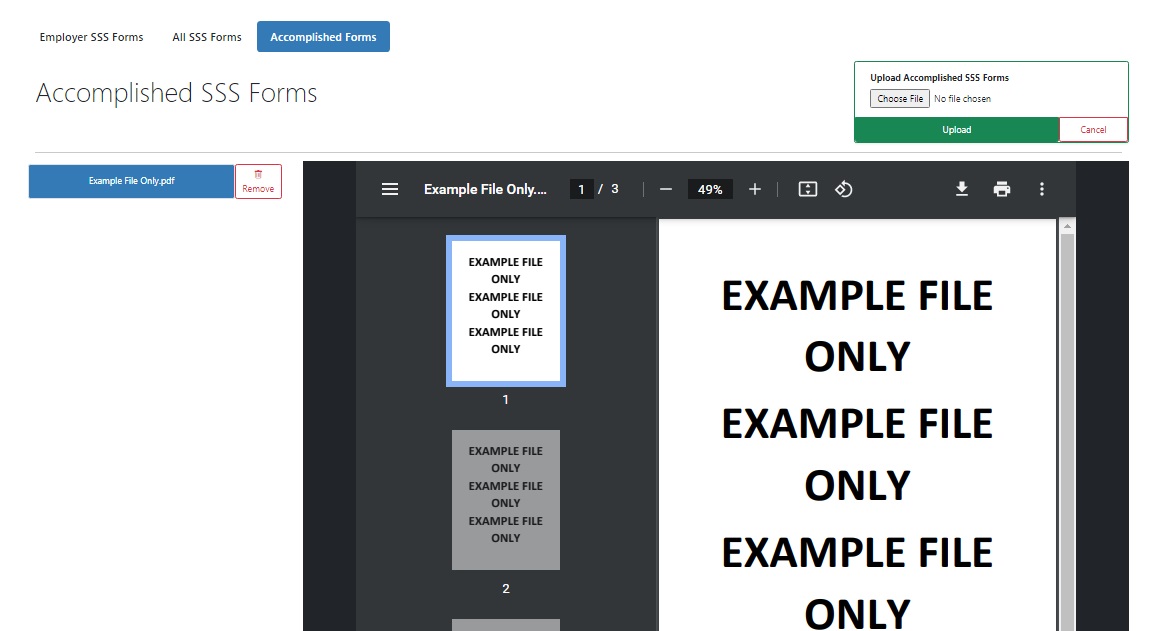 Employer SSS Forms All SSS Forms Accomplished Forms
Accomplished SSS Forms
Upload Accomplished SSS Forms
Choose File No file chosen
Upload Cancel
Example File Only.pdf
Remove
Example File Only.... 1 / 3 49%
EXAMPLE FILE
ONLY
EXAMPLE FILE
ONLY
EXAMPLE FILE
ONLY
1
EXAMPLE FILE
ONLY
EXAMPLE FILE
ONLY
EXAMPLE FILE
ONLY
2
EXAMPLE FILE
ONLY
EXAMPLE FILE
ONLY
EXAMPLE FILE
ONLY